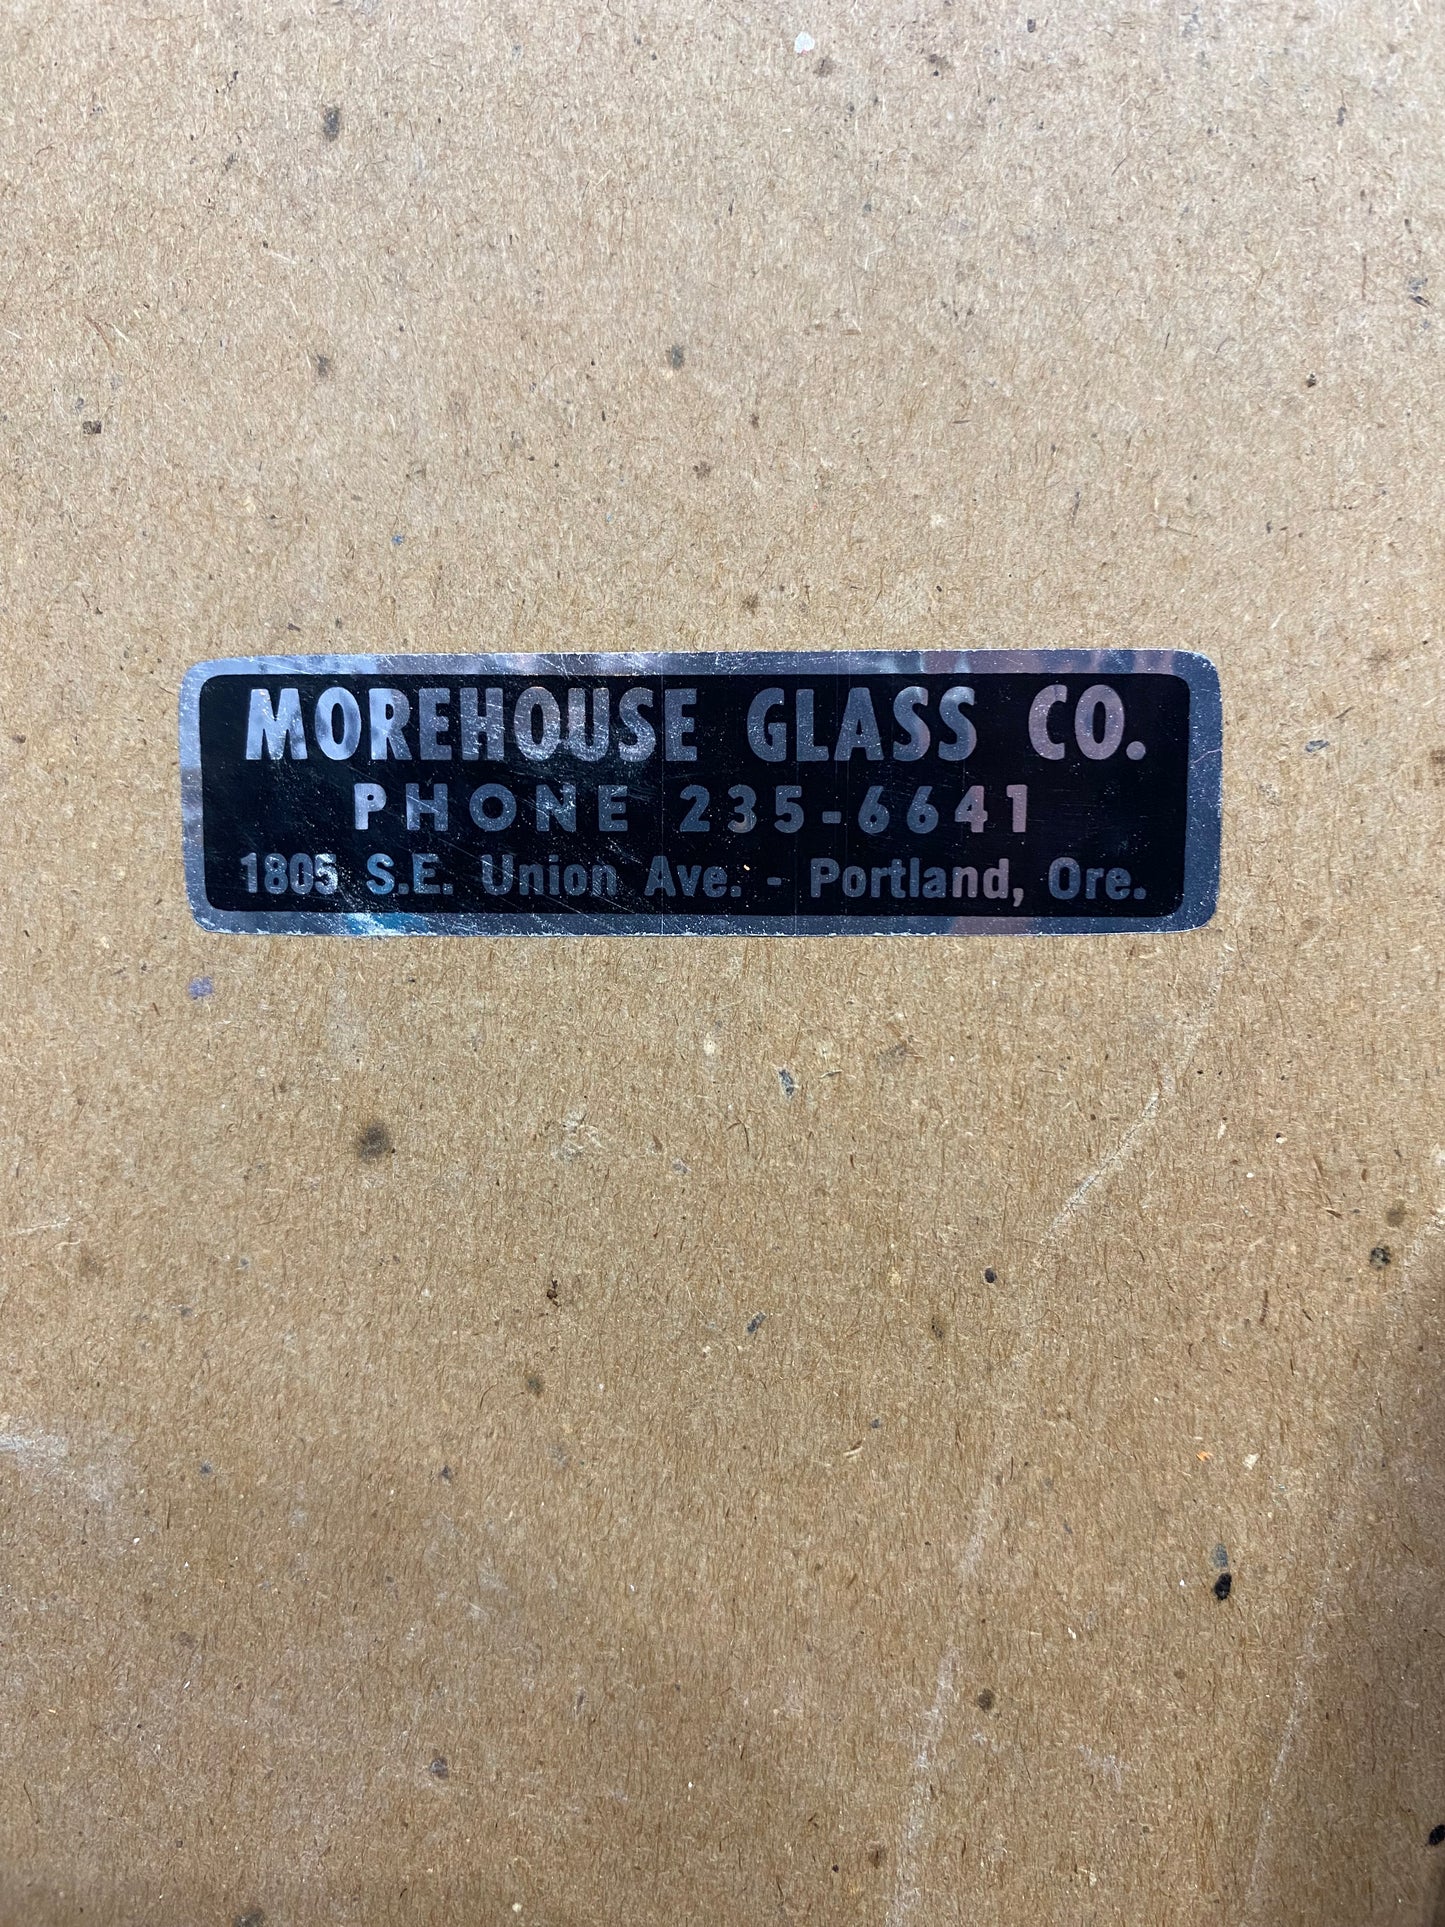 MOREHOUSE GLASS CO.
PHONE 235-6641
1805 S.E. Union Ave. - Portland, Ore.